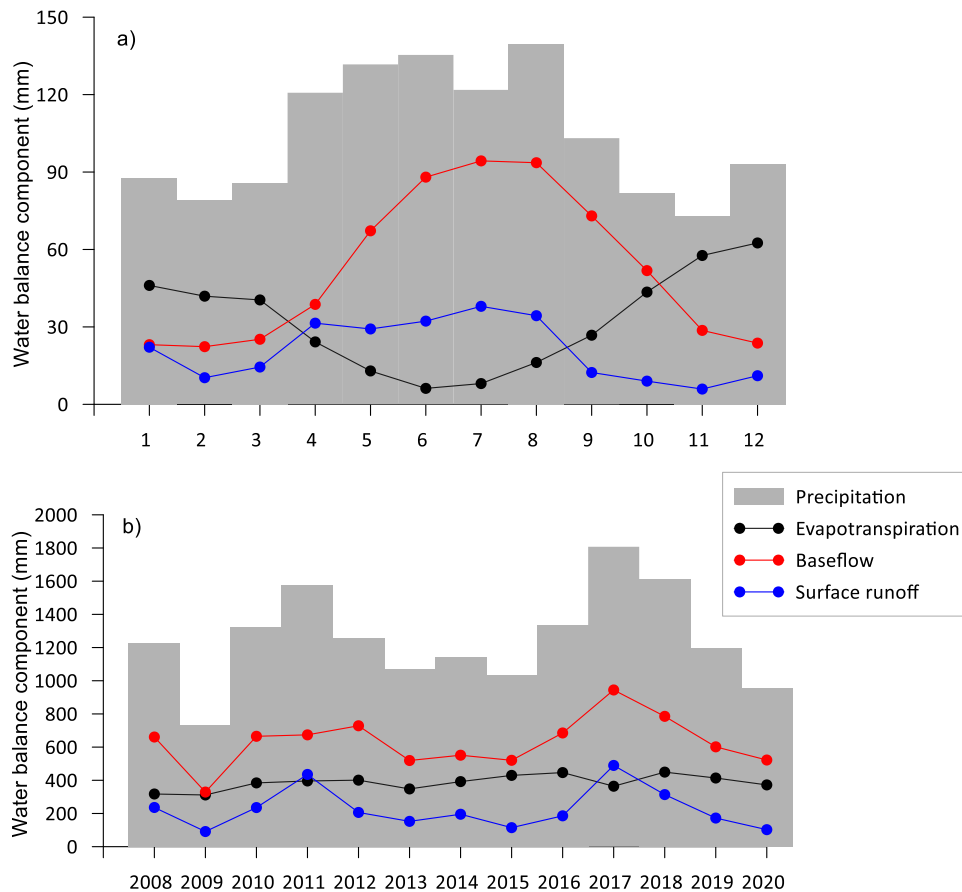 a)
Water balance component (mm)
150
120
90
60
30
0
1 2 3 4 5 6 7 8 9 10 11 12
Precipitation
Evapotranspiration
Baseflow
Surface runoff
b)
Water balance component (mm)
2000
1800
1600
1400
1200
1000
800
600
400
200
0
2008 2009 2010 2011 2012 2013 2014 2015 2016 2017 2018 2019 2020